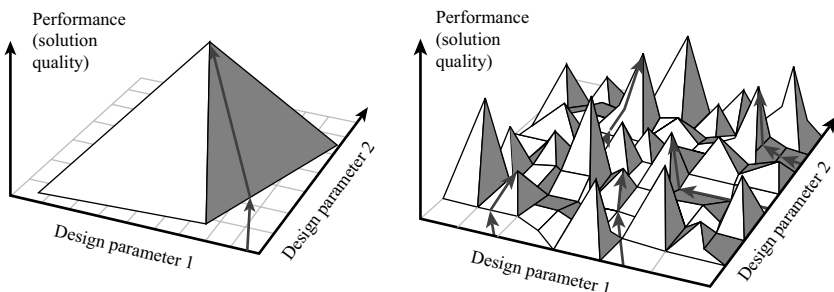 Performance
(solution
quality)
Design parameter 1
Design parameter 2
Performance
(solution
quality)
Design parameter 1
Design parameter 2